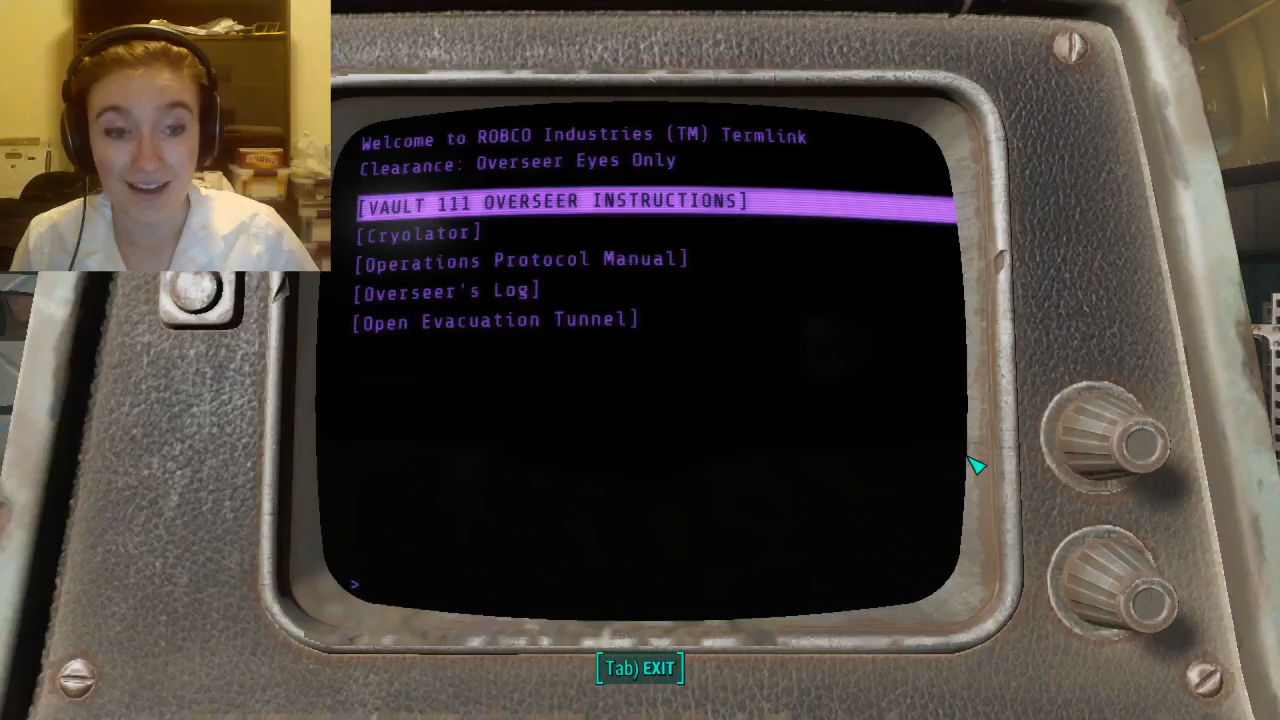 Welcome to ROBCO Industries (TM) Termlink
Clearance: Overseer Eyes Only
[VAULT 111 OVERSEER INSTRUCTIONS]
[Cryolator]
[Operations Protocol Manual]
[Overseer's Log]
[Open Evacuation Tunnel]
>
[Tab) EXIT]